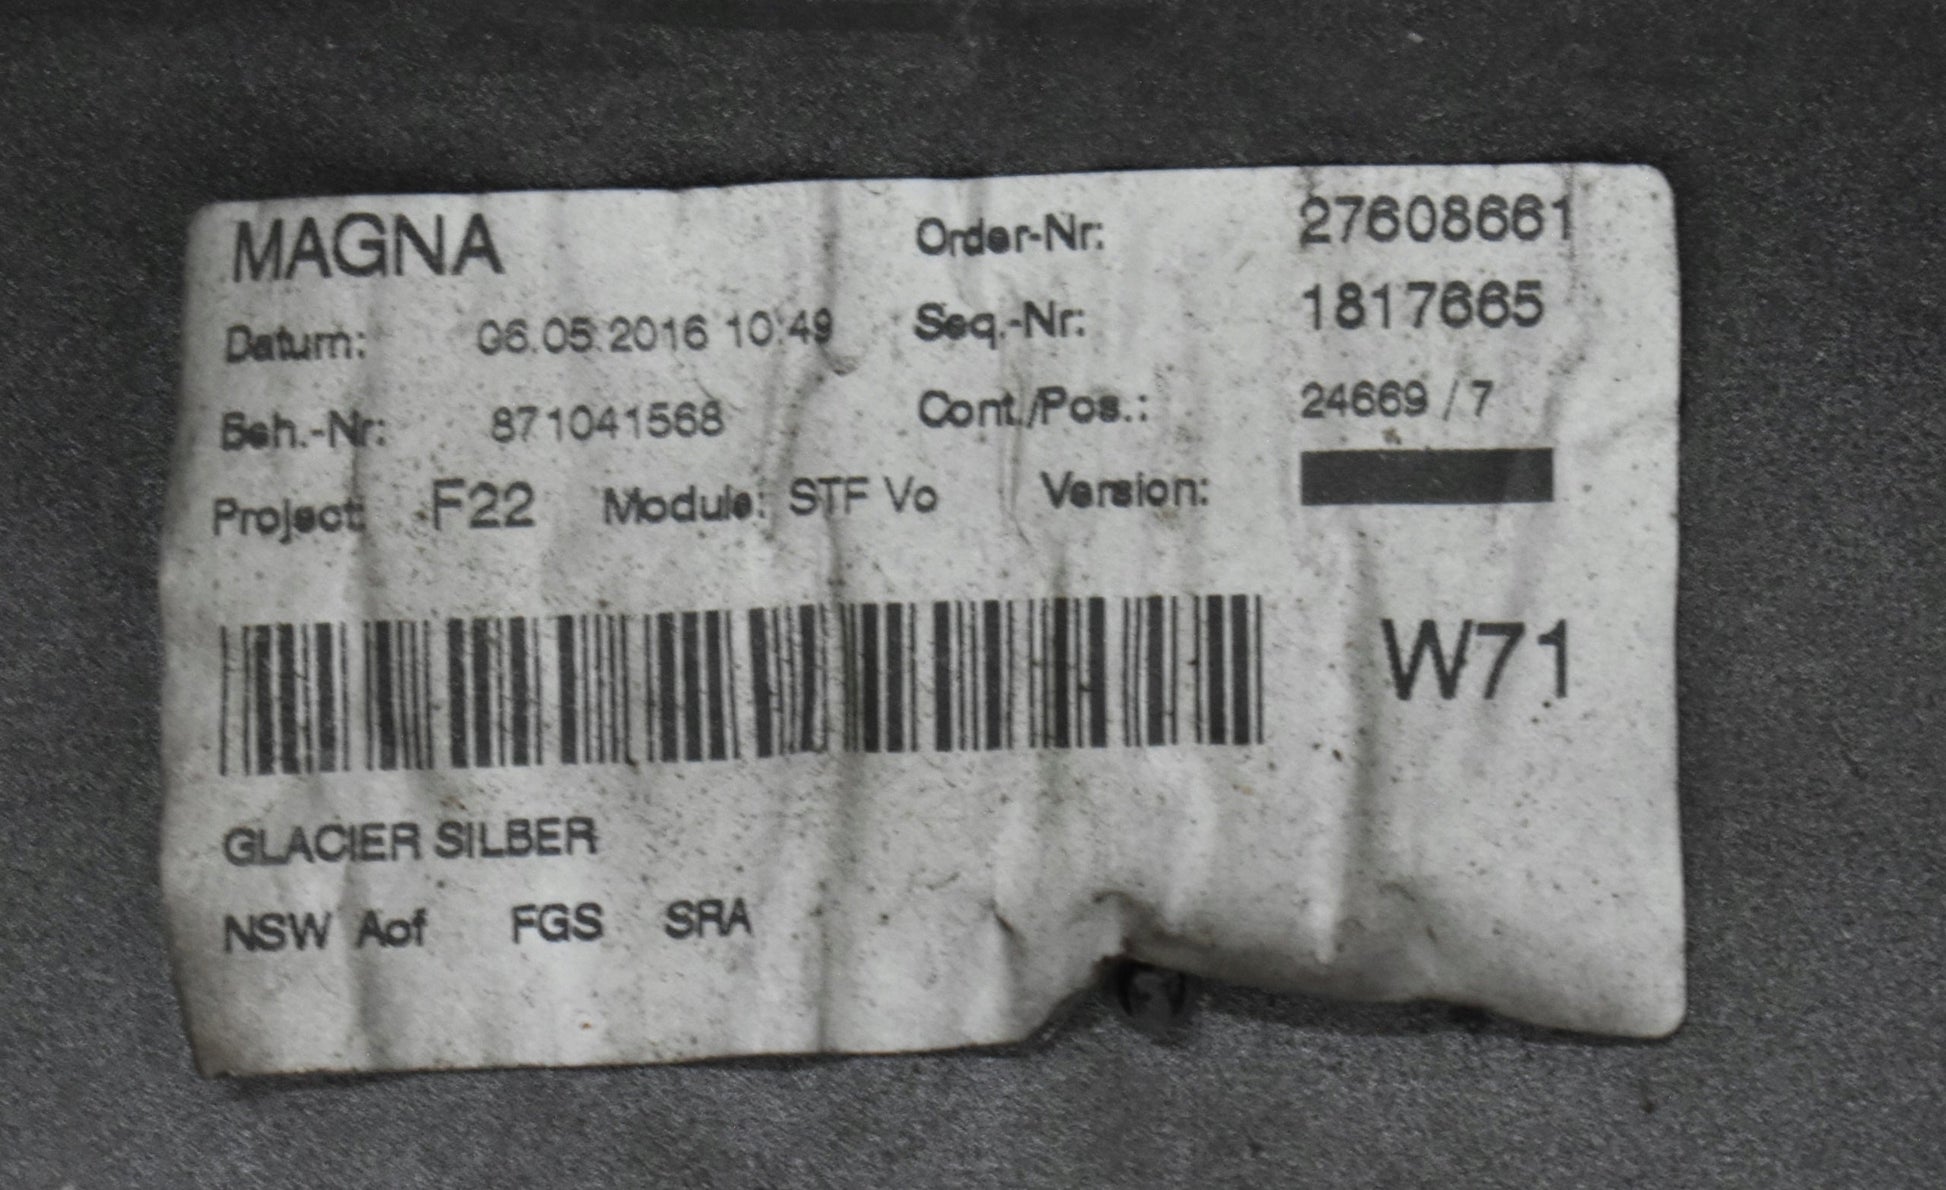 MAGNA Order-Nr: 27608661
Datum: 06.05.2016 10:49 Seq.-Nr: 1817665
Beh.-Nr: 871041568 Cont./Pos.: 24669 / 7
Project: F22 Module: STF Vo Version:
W71
GLACIER SILBER
NSW Aof FGS SRA